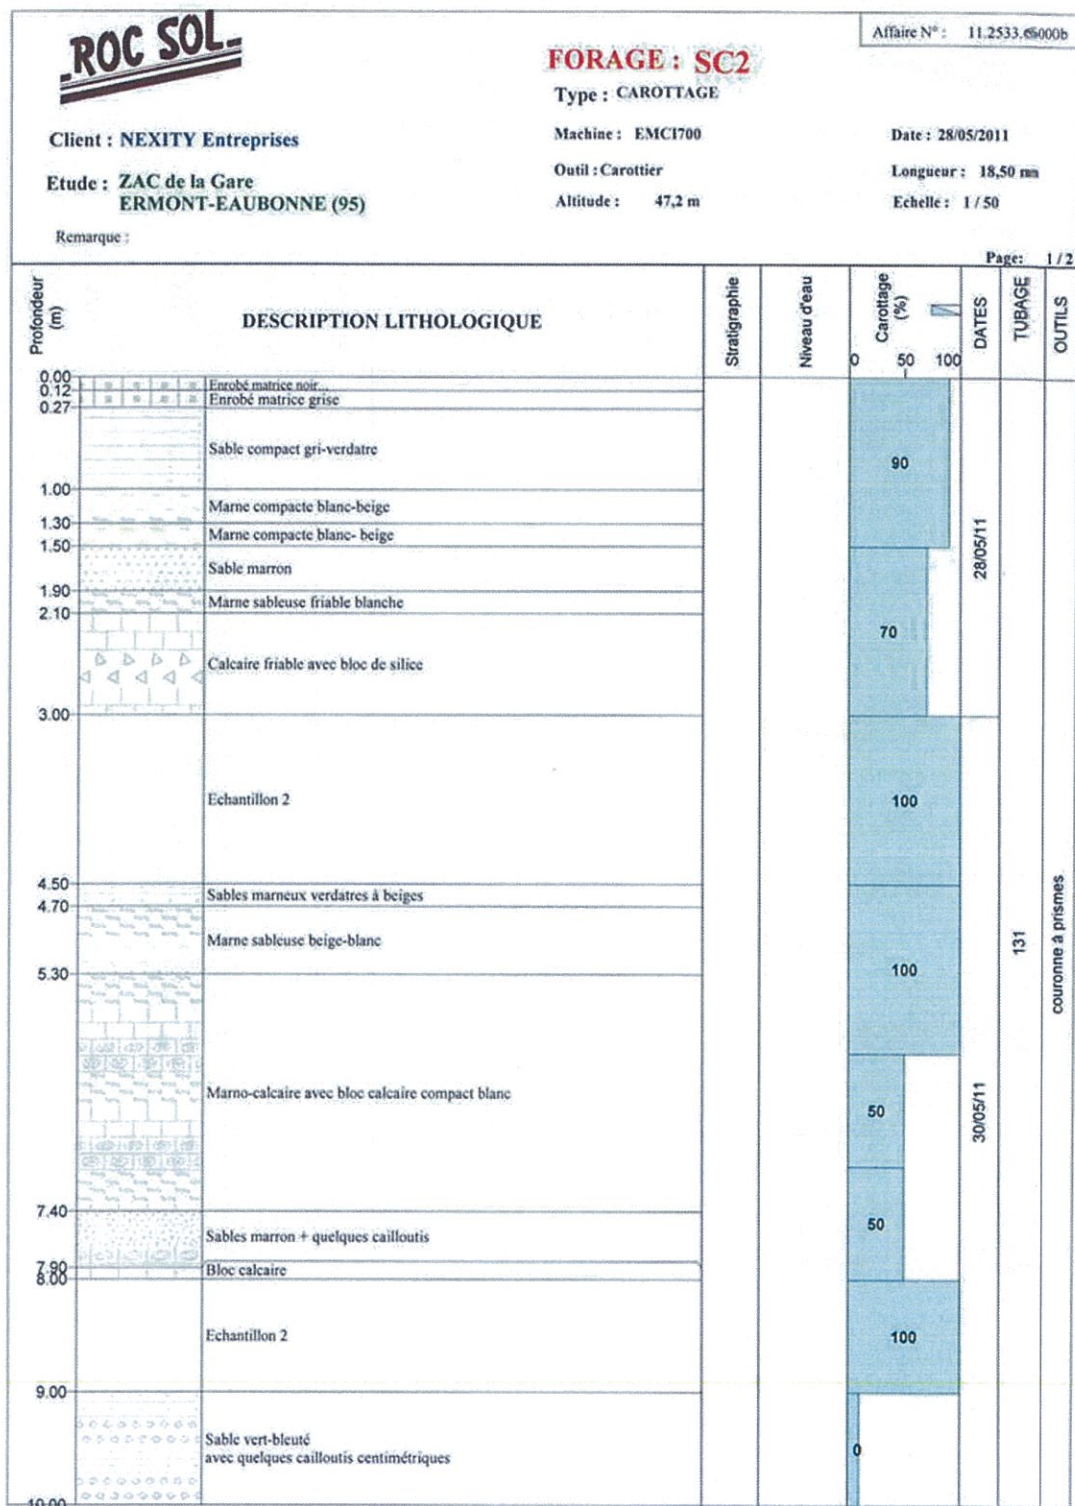 ROC SOL
Affaire N° : 11.2533.
FORAGE : SC2
Type : CAROTTAGE
Client : NEXITY Entreprises
Machine : EMCI700
Date : 28/05/2011
Etude : ZAC de la Gare
ERMONT-EAUBONNE (95)
Outil : Carottier
Longueur : 18,50
Altitude : 47,2 m
Echelle : 1 / 50
Remarque :
Page: 1 / 2
Profondeur (m)
DESCRIPTION LITHOLOGIQUE
Stratigraphie
Niveau d'eau
Carottage (%)
0 50 100
DATES
TUBAGE
OUTILS
0.00
Enrobé matrice noir...
0.12
Enrobé matrice grise
0.27
Sable compact gri-verdatre
90
1.00
Marne compacte blanc-beige
1.30
Marne compacte blanc- beige
1.50
28/05/11
Sable marron
1.90
Marne sableuse friable blanche
2.10
70
Calcaire friable avec bloc de silice
3.00
Echantillon 2
100
4.50
Sables marneux verdatres à beiges
4.70
Marne sableuse beige-blanc
131
couronne à prismes
5.30
100
Marno-calcaire avec bloc calcaire compact blanc
50
30/05/11
7.40
Sables marron + quelques cailloutis
50
7.90
Bloc calcaire
8.00
Echantillon 2
100
9.00
Sable vert-bleuté
avec quelques cailloutis centimétriques
0
10.00